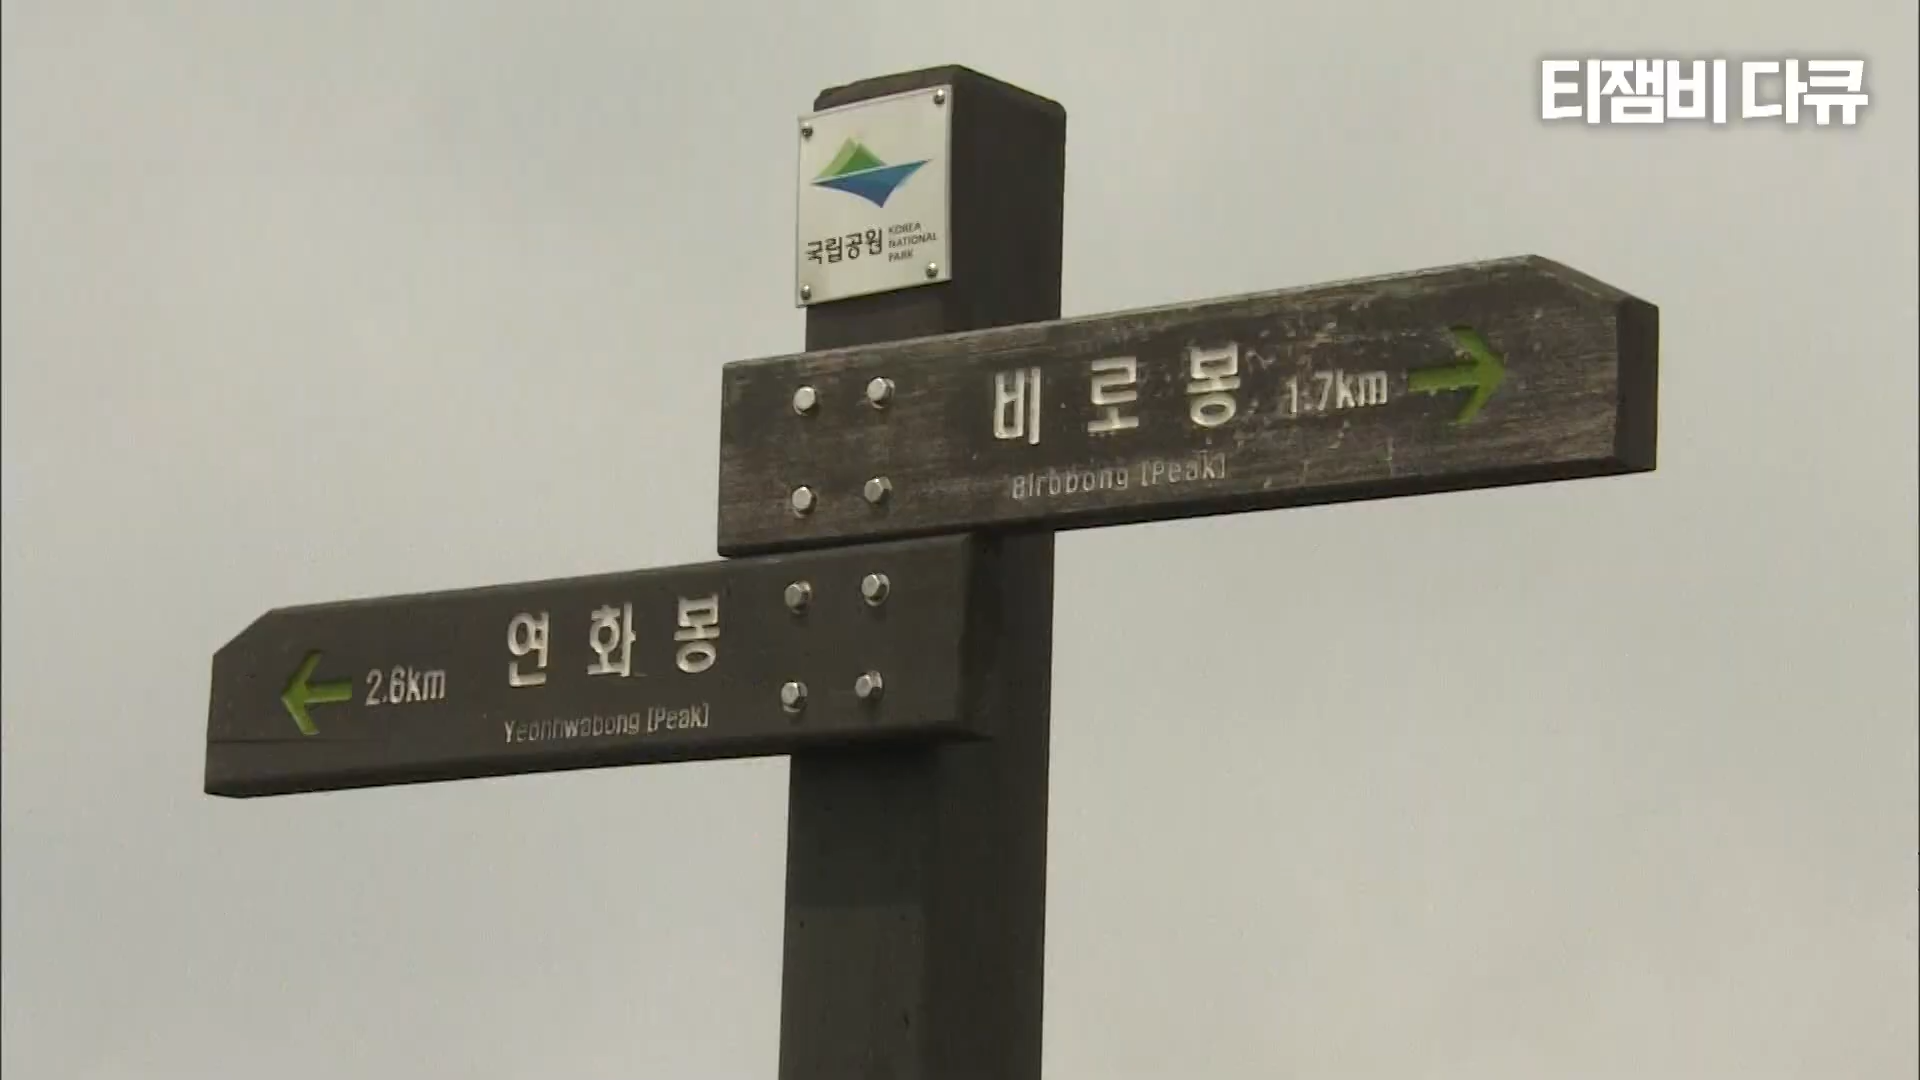 티잼비 다큐
국립공원
KOREA
NATIONAL
PARK
비로봉 1.7km
Birobong [Peak]
2.6km 연화봉
Yeonhwabong [Peak]